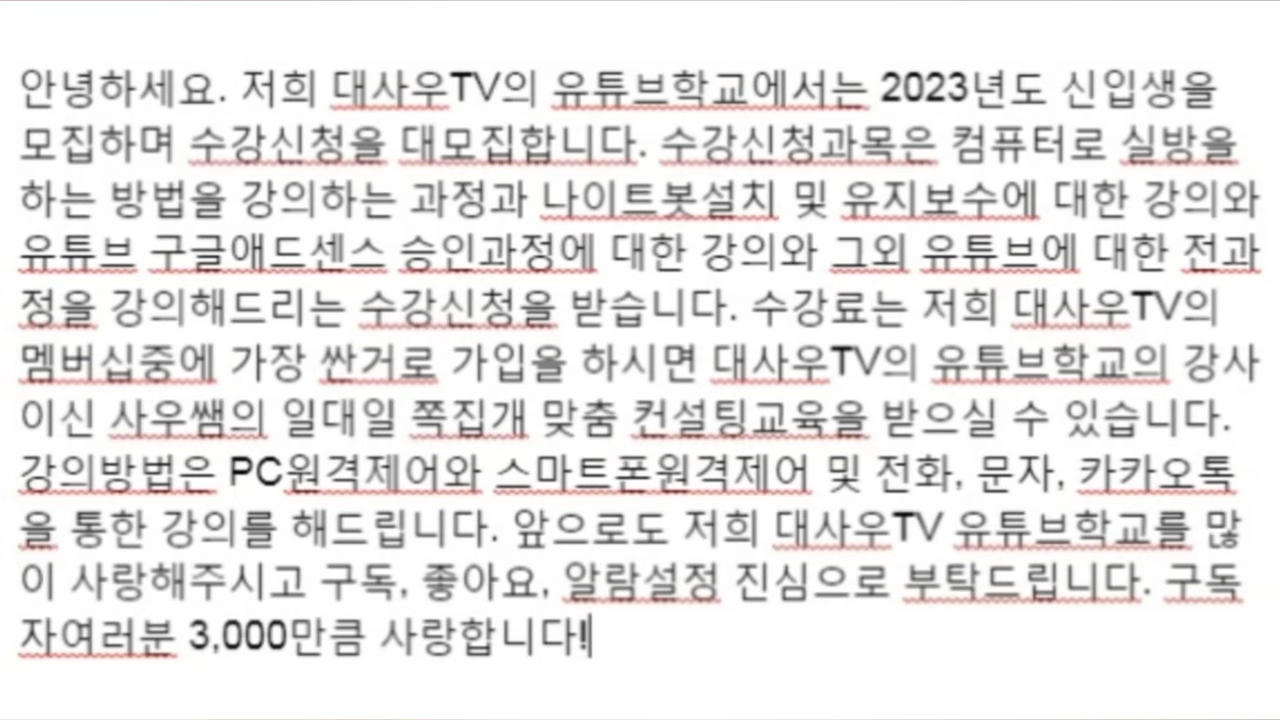 안녕하세요. 저희 대사우TV의 유튜브학교에서는 2023년도 신입생을
모집하며 수강신청을 대모집합니다. 수강신청과목은 컴퓨터로 실방을
하는 방법을 강의하는 과정과 나이트봇설치 및 유지보수에 대한 강의와
유튜브 구글애드센스 승인과정에 대한 강의와 그외 유튜브에 대한 전과
정을 강의해드리는 수강신청을 받습니다. 수강료는 저희 대사우TV의
멤버십중에 가장 싼거로 가입을 하시면 대사우TV의 유튜브학교의 강사
이신 사우쌤의 일대일 쪽집개 맞춤 컨설팅교육을 받으실 수 있습니다.
강의방법은 PC원격제어와 스마트폰원격제어 및 전화, 문자, 카카오톡
을 통한 강의를 해드립니다. 앞으로도 저희 대사우TV 유튜브학교를 많
이 사랑해주시고 구독, 좋아요, 알람설정 진심으로 부탁드립니다. 구독
자여러분 3,000만큼 사랑합니다!